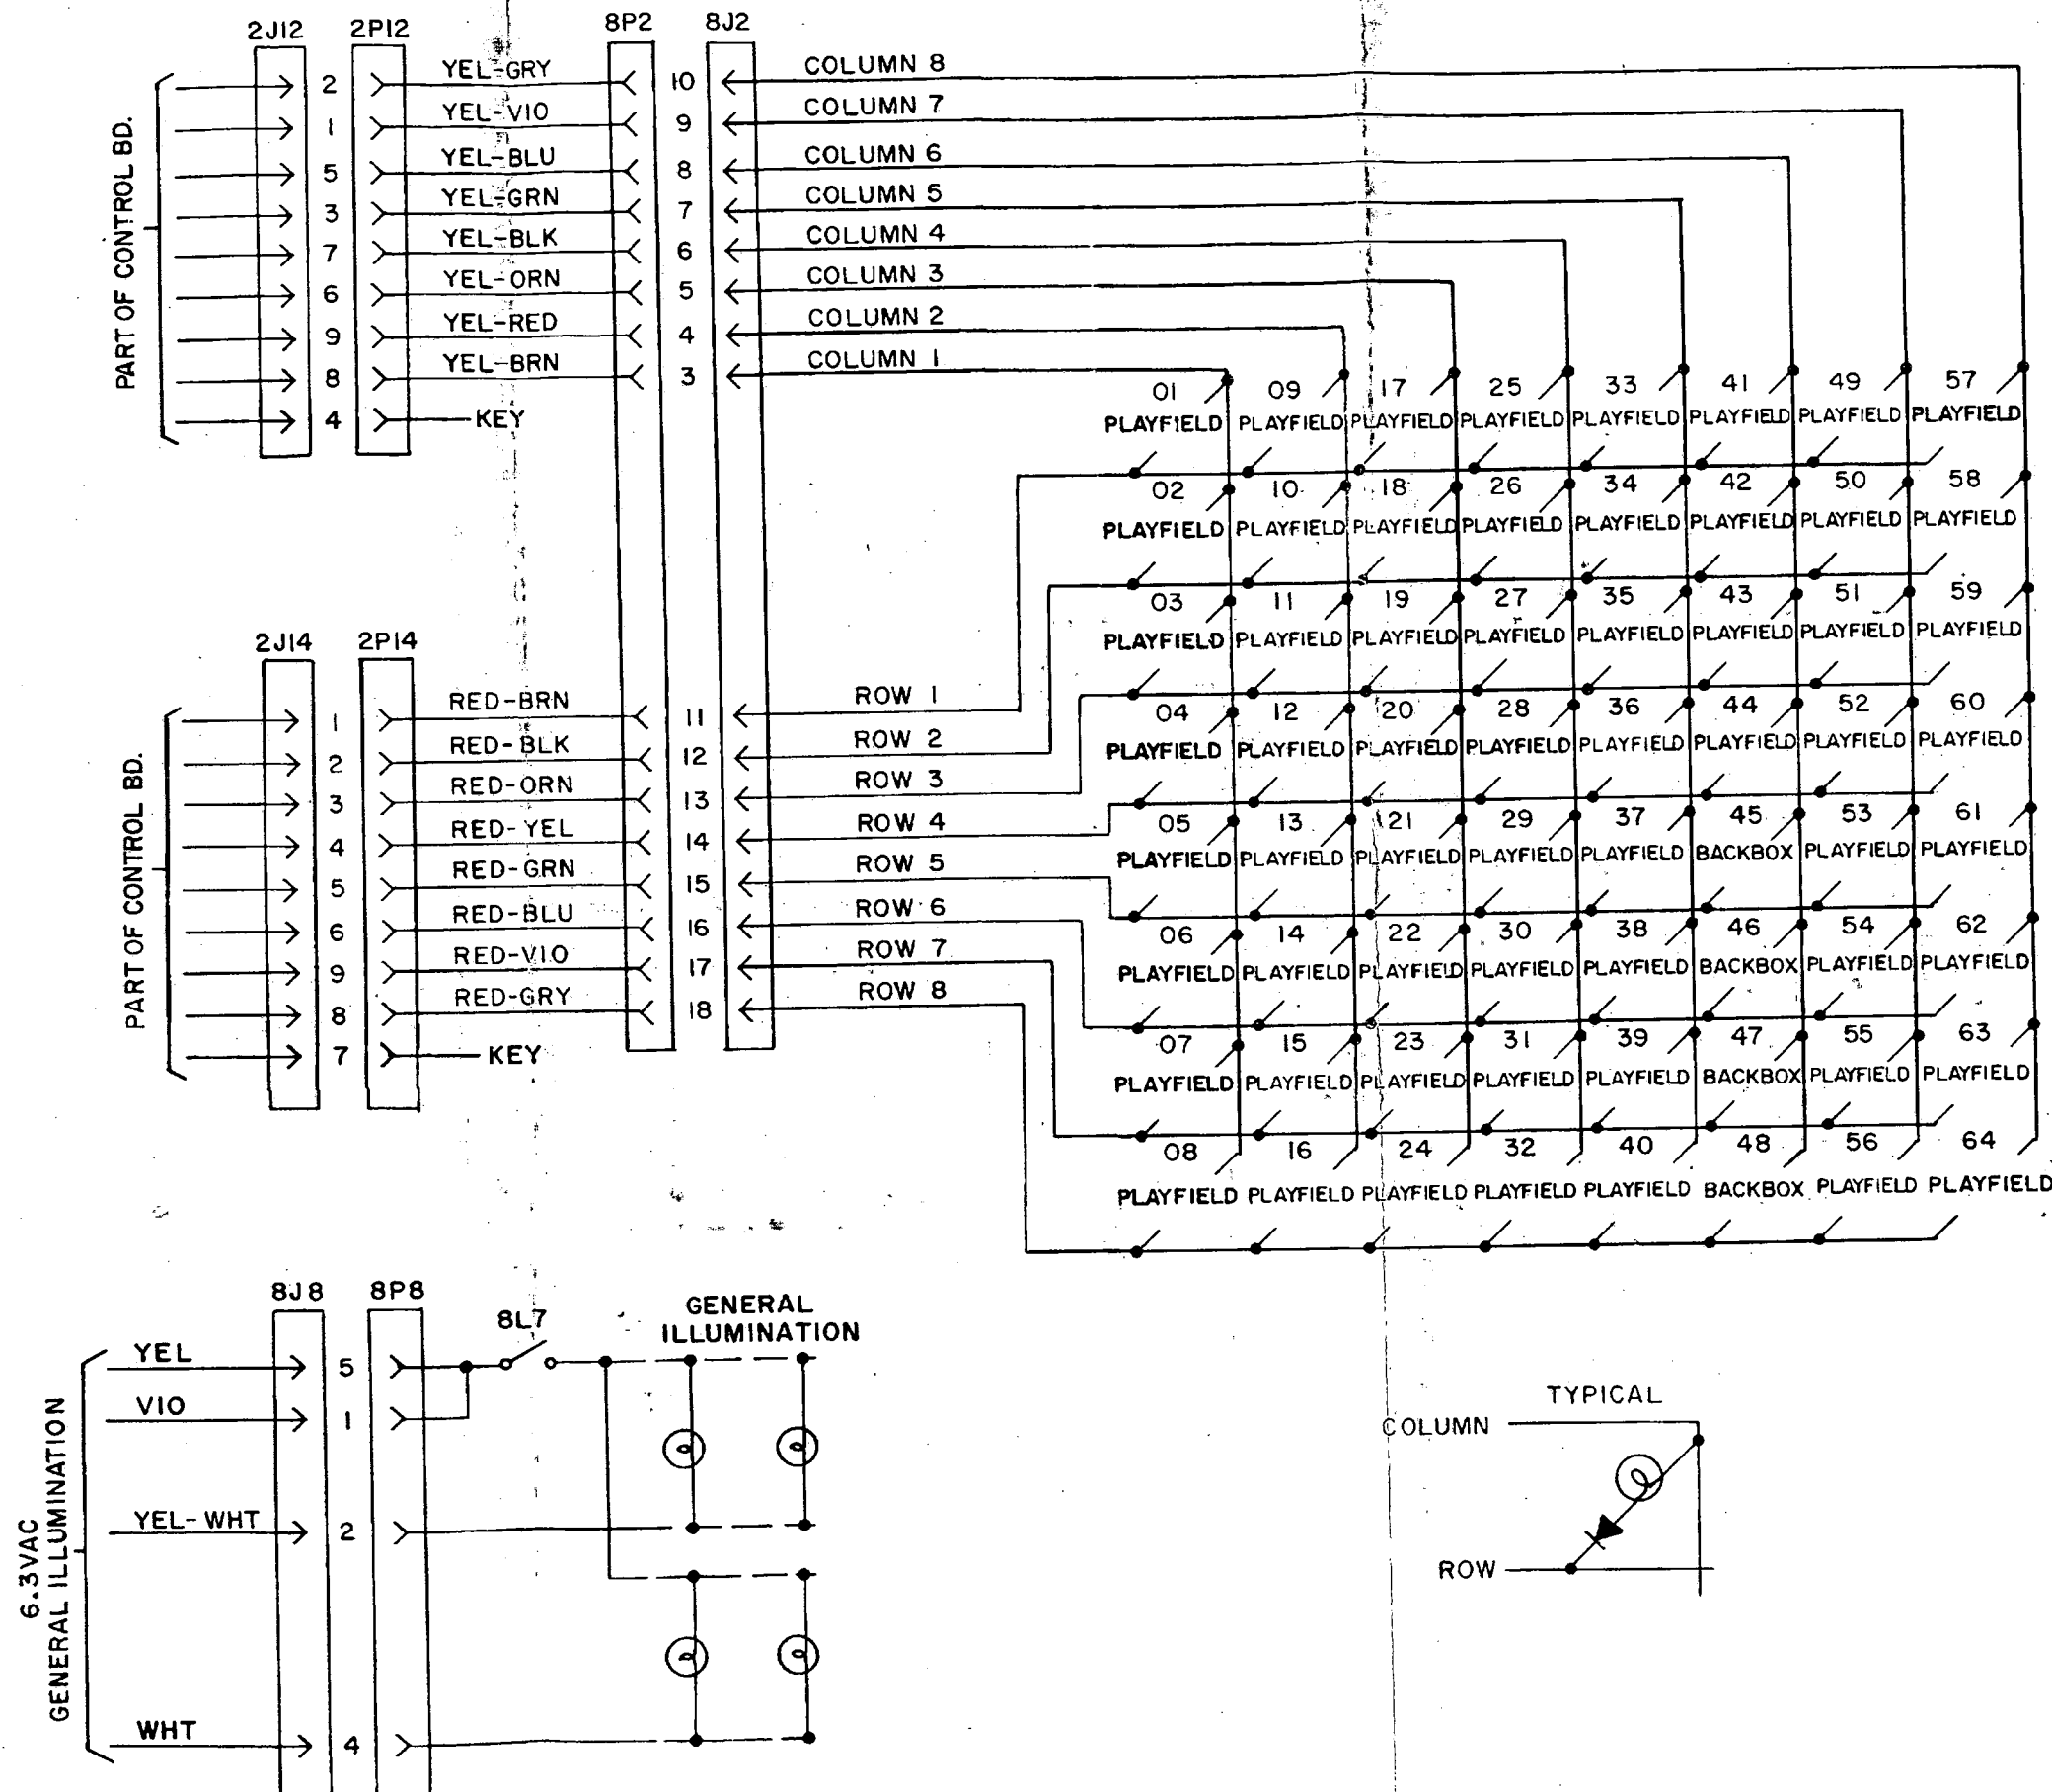 2J12 2P12 8P2 8J2
PART OF CONTROL BD.
2 YEL-GRY 10 COLUMN 8
1 YEL-VIO 9 COLUMN 7
5 YEL-BLU 8 COLUMN 6
3 YEL-GRN 7 COLUMN 5
7 YEL-BLK 6 COLUMN 4
6 YEL-ORN 5 COLUMN 3
9 YEL-RED 4 COLUMN 2
8 YEL-BRN 3 COLUMN 1
4 KEY
01 09 17 25 33 41 49 57
PLAYFIELD PLAYFIELD PLAYFIELD PLAYFIELD PLAYFIELD PLAYFIELD PLAYFIELD PLAYFIELD
02 10 18 26 34 42 50 58
PLAYFIELD PLAYFIELD PLAYFIELD PLAYFIELD PLAYFIELD PLAYFIELD PLAYFIELD PLAYFIELD
03 11 19 27 35 43 51 59
PLAYFIELD PLAYFIELD PLAYFIELD PLAYFIELD PLAYFIELD PLAYFIELD PLAYFIELD PLAYFIELD
04 12 20 28 36 44 52 60
PLAYFIELD PLAYFIELD PLAYFIELD PLAYFIELD PLAYFIELD PLAYFIELD PLAYFIELD PLAYFIELD
05 13 21 29 37 45 53 61
PLAYFIELD PLAYFIELD PLAYFIELD PLAYFIELD PLAYFIELD BACKBOX PLAYFIELD PLAYFIELD
06 14 22 30 38 46 54 62
PLAYFIELD PLAYFIELD PLAYFIELD PLAYFIELD PLAYFIELD BACKBOX PLAYFIELD PLAYFIELD
07 15 23 31 39 47 55 63
PLAYFIELD PLAYFIELD PLAYFIELD PLAYFIELD PLAYFIELD BACKBOX PLAYFIELD PLAYFIELD
08 16 24 32 40 48 56 64
PLAYFIELD PLAYFIELD PLAYFIELD PLAYFIELD PLAYFIELD BACKBOX PLAYFIELD PLAYFIELD
2J14 2P14
PART OF CONTROL BD.
1 RED-BRN 11 ROW 1
2 RED-BLK 12 ROW 2
3 RED-ORN 13 ROW 3
4 RED-YEL 14 ROW 4
5 RED-GRN 15 ROW 5
6 RED-BLU 16 ROW 6
9 RED-VIO 17 ROW 7
8 RED-GRY 18 ROW 8
7 KEY
8J8 8P8 8L7
GENERAL
ILLUMINATION
6.3VAC
GENERAL ILLUMINATION
YEL 5
VIO 1
YEL-WHT 2
WHT 4
TYPICAL
COLUMN
ROW